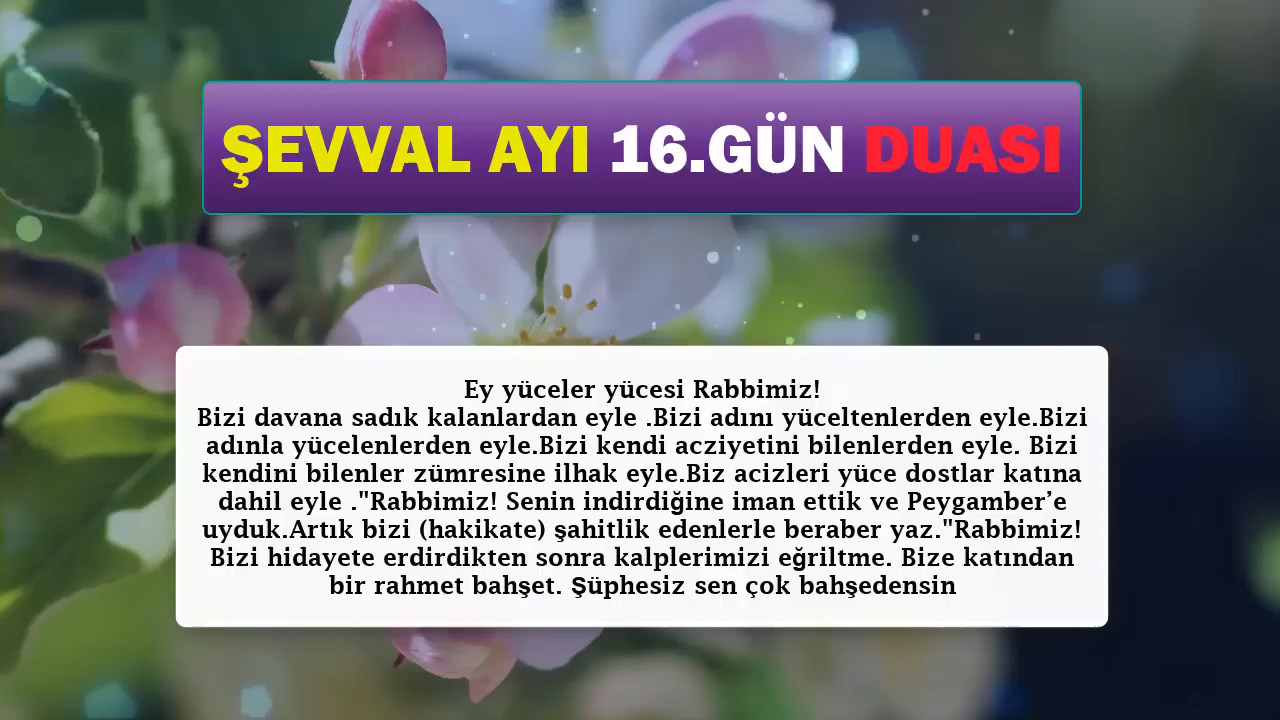 ŞEVVAL AYI 16.GÜN DUASI
Ey yüceler yücesi Rabbimiz!
Bizi davana sadık kalanlardan eyle .Bizi adını yüceltenlerden eyle.Bizi
adınla yücelenlerden eyle.Bizi kendi acziyetini bilenlerden eyle. Bizi
kendini bilenler zümresine ilhak eyle.Biz acizleri yüce dostlar katına
dahil eyle ."Rabbimiz! Senin indirdiğine iman ettik ve Peygamber’e
uyduk.Artık bizi (hakikate) şahitlik edenlerle beraber yaz."Rabbimiz!
Bizi hidayete erdirdikten sonra kalplerimizi eğriltme. Bize katından
bir rahmet bahşet. Şüphesiz sen çok bahşedensin